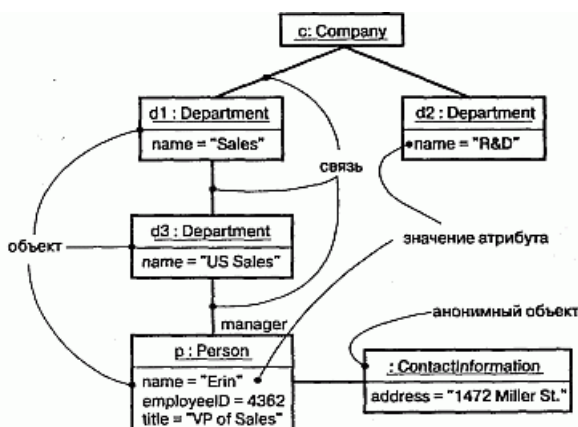 c: Company
d1 : Department
name = "Sales"
d2 : Department
name = "R&D"
связь
объект
d3 : Department
name = "US Sales"
значение атрибута
manager
анонимный объект
p : Person
name = "Erin"
employeeID = 4362
title = "VP of Sales"
: ContactInformation
address = "1472 Miller St."